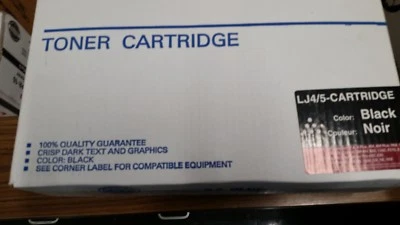 TONER CARTRIDGE
100% QUALITY GUARANTEE
CRISP DARK TEXT AND GRAPHICS
COLOR: BLACK
SEE CORNER LABEL FOR COMPATIBLE EQUIPMENT
LJ4/5-CARTRIDGE
Color: Black
Couleur: Noir